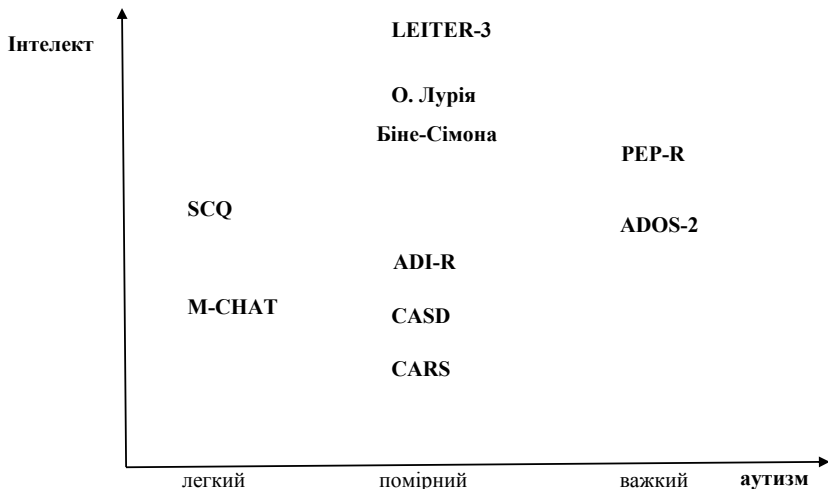 LEITER-3
Інтелект
О. Лурія
Біне-Сімона
PEP-R
SCQ
ADOS-2
ADI-R
M-CHAT
CASD
CARS
легкий помірний важкий аутизм